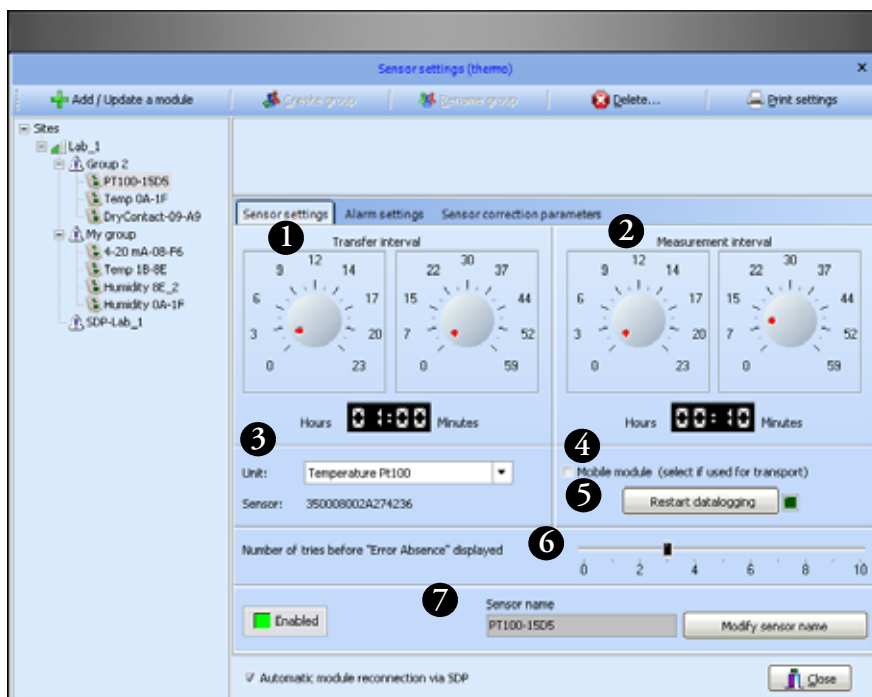 Sensor settings (thermo)
Add / Update a module
Create group
Rename group
Delete...
Print settings
Sites
Lab_1
Group 2
PT100-15D5
Temp 0A-1F
DryContact-09-A9
My group
4-20 mA-08-F6
Temp 1B-8E
Humidity 8E_2
Humidity 0A-1F
SDP-Lab_1
Sensor settings Alarm settings Sensor correction parameters
1 2
Transfer interval Measurement interval
0 3 6 9 12 14 17 20 23
0 7 15 22 30 37 44 52 59
0 3 6 9 12 14 17 20 23
0 7 15 22 30 37 44 52 59
Hours 01:00 Minutes
Hours 00:10 Minutes
3
Unit: Temperature Pt100
Sensor: 350008002A274236
4
Mobile module (select if used for transport)
5
Restart datalogging
6
Number of tries before "Error Absence" displayed
0 2 4 6 8 10
7
Enabled
Sensor name
PT100-15D5
Modify sensor name
Automatic module reconnection via SDP
Close